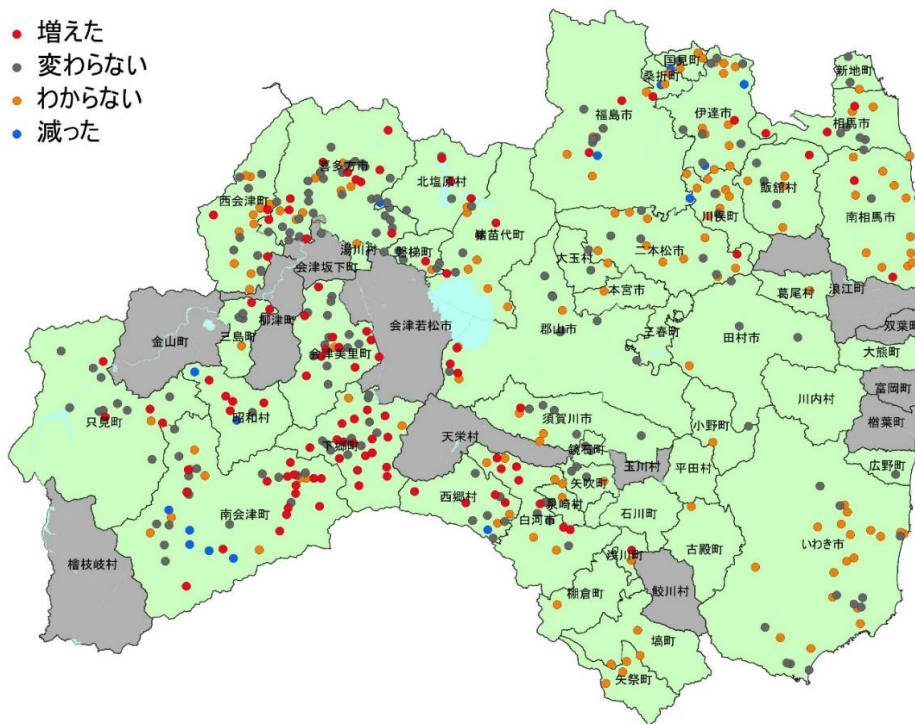 増えた
変わらない
わからない
減った
国見町
桑折町
新地町
福島市
伊達市
相馬市
喜多方市
北塩原村
飯舘村
西会津町
南相馬市
川俣町
猪苗代町
湯川村
磐梯町
大玉村
二本松市
会津坂下町
本宮市
葛尾村
浪江町
柳津町
会津若松市
双葉町
三島町
郡山市
三春町
田村市
金山町
会津美里町
大熊町
富岡町
川内村
只見町
昭和村
須賀川市
小野町
楢葉町
天栄村
下郷町
鏡石町
玉川村
平田村
広野町
矢吹町
西郷村
泉崎村
南会津町
白河市
石川町
いわき市
古殿町
浅川町
檜枝岐村
鮫川村
棚倉町
塙町
矢祭町